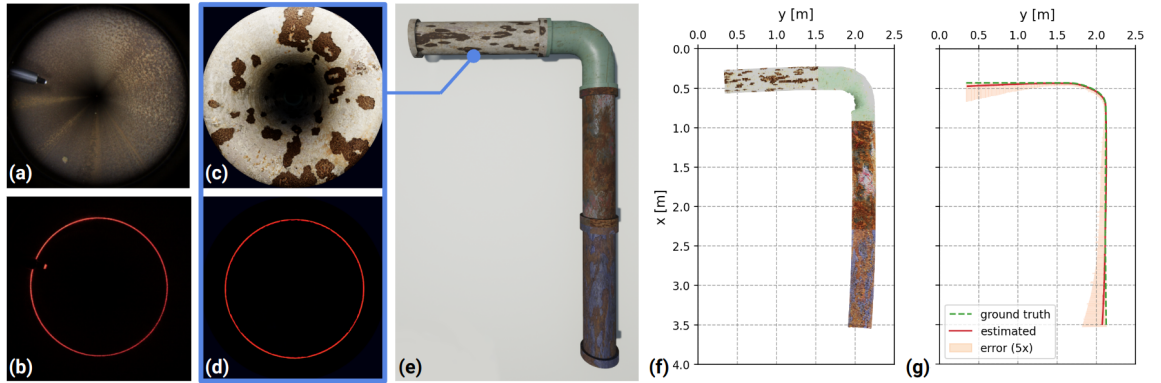 (a)
(b)
(c)
(d)
(e)
y [m]
0.0 0.5 1.0 1.5 2.0 2.5
0.0
0.5
1.0
1.5
2.0
2.5
3.0
3.5
4.0
x [m]
(f)
y [m]
0.0 0.5 1.0 1.5 2.0 2.5
ground truth
estimated
error (5x)
(g)